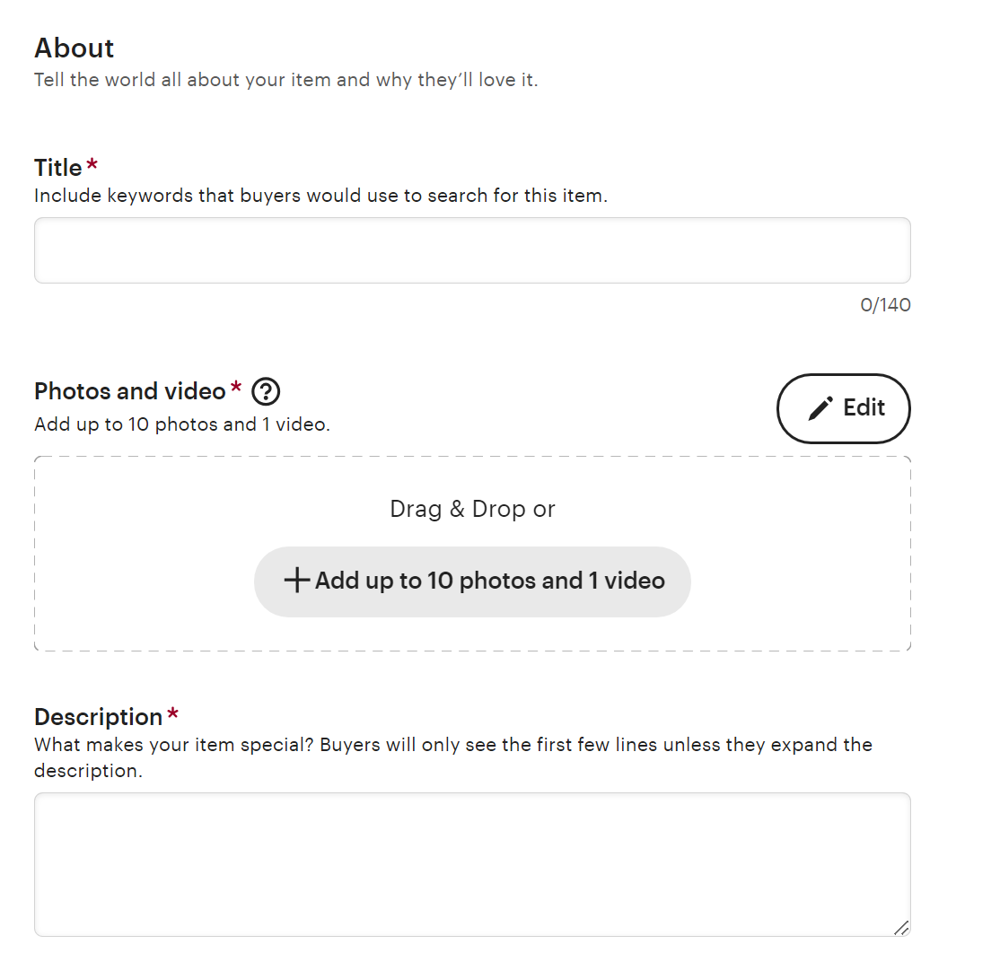 About
Tell the world all about your item and why they’ll love it.
Title*
Include keywords that buyers would use to search for this item.
0/140
Photos and video* ?
Edit
Add up to 10 photos and 1 video.
Drag & Drop or
+ Add up to 10 photos and 1 video
Description*
What makes your item special? Buyers will only see the first few lines unless they expand the
description.